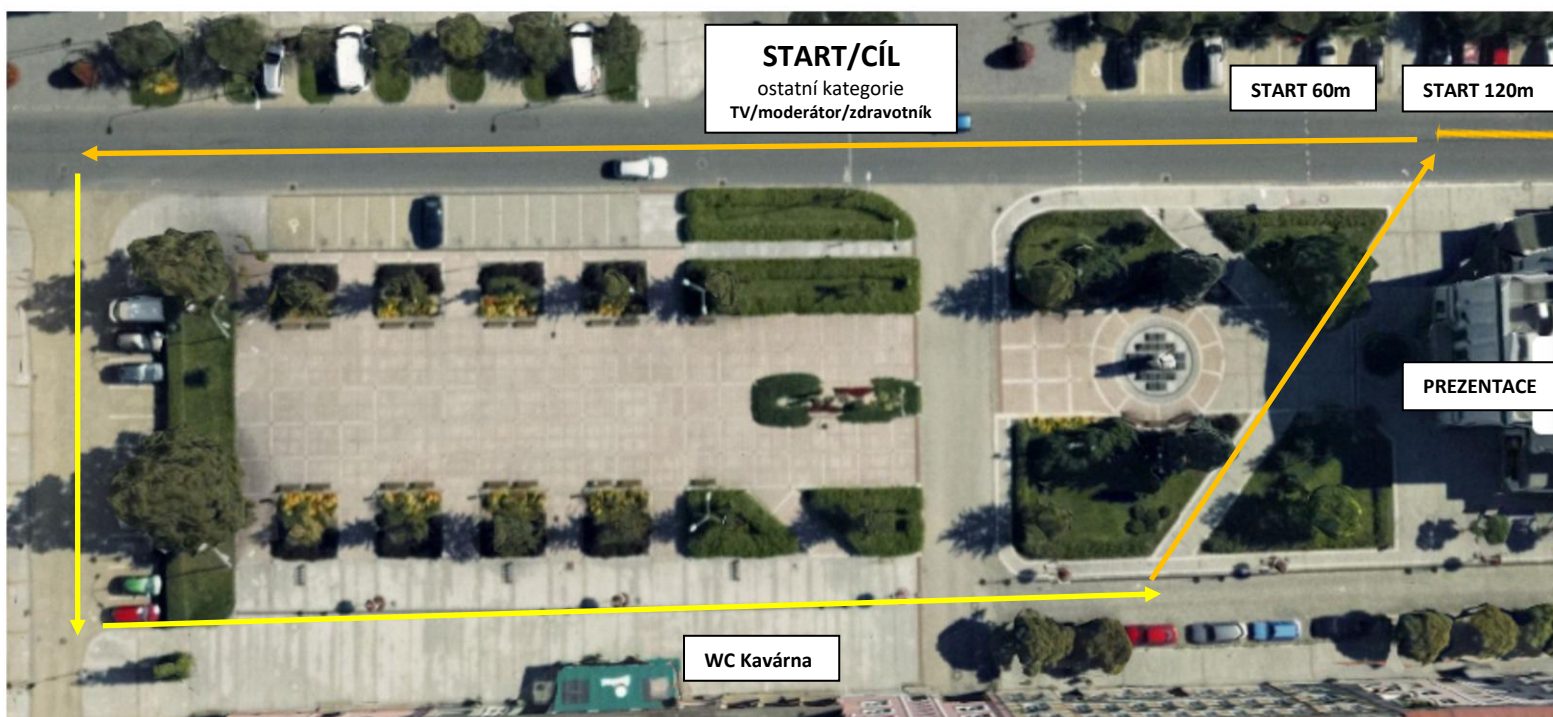 START/CÍL
ostatní kategorie
TV/moderátor/zdravotník
START 60m
START 120m
PREZENTACE
WC Kavárna